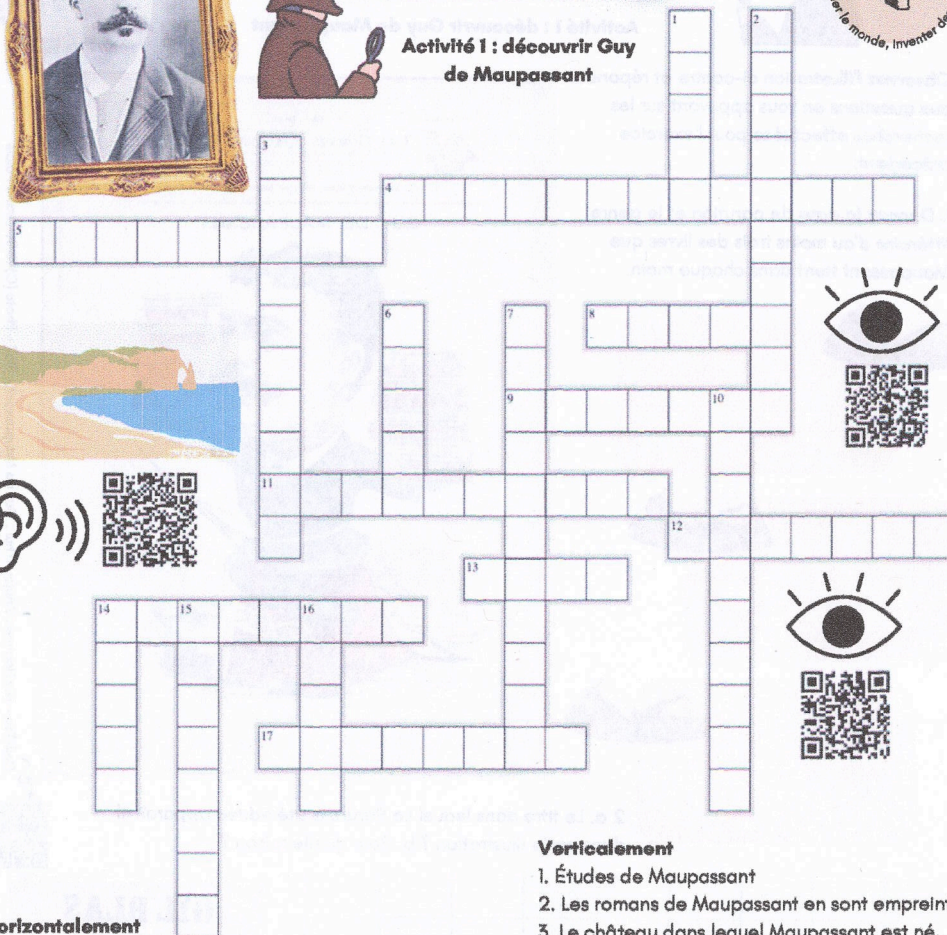 Activité 1 : découvrir Guy
de Maupassant
er le monde, Inventer de
1
3
4
5
6
7
8
9
10
11
12
13
14
15
16
17
Verticalement
1. Études de Maupassant
2. Les romans de Maupassant en sont empreint
3. Le château dans lequel Maupassant est né
orizontalement